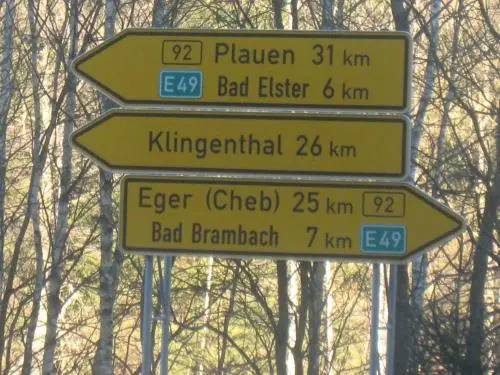 92 Plauen 31 km
E49 Bad Elster 6 km
Klingenthal 26 km
Eger (Cheb) 25 km 92
Bad Brambach 7 km E49